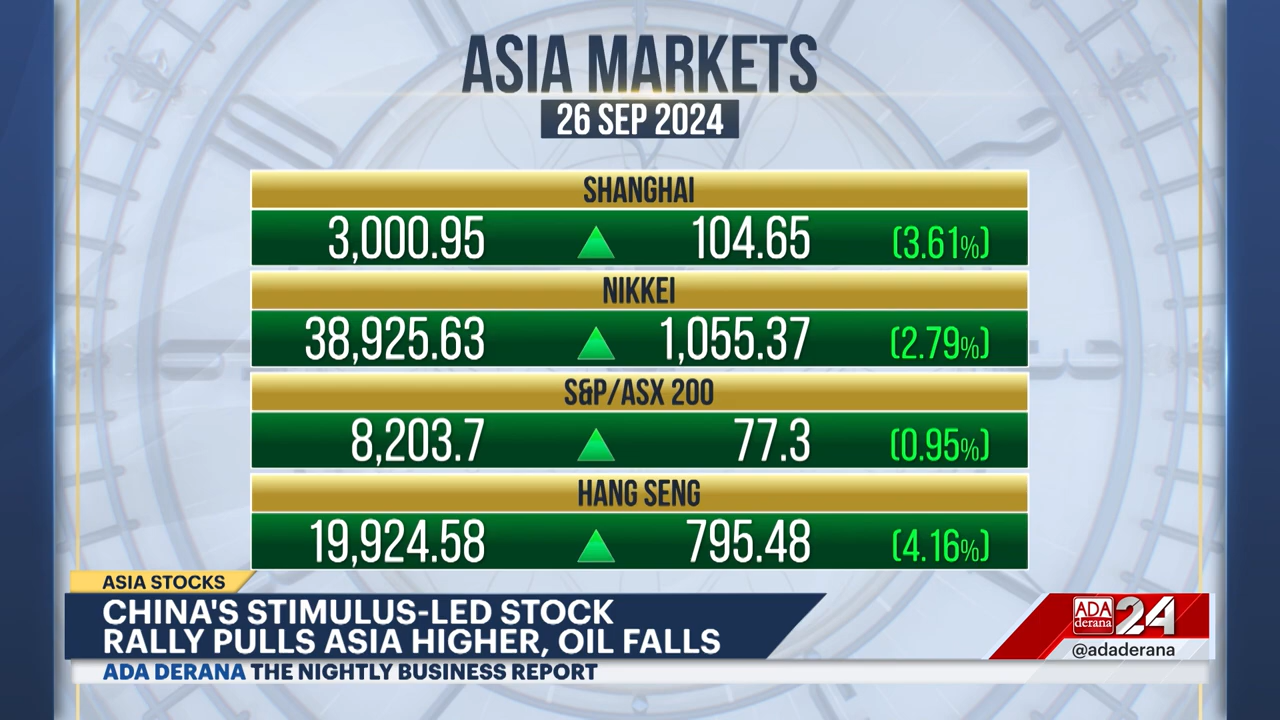 ASIA MARKETS
26 SEP 2024
SHANGHAI
3,000.95 ▲ 104.65 (3.61%)
NIKKEI
38,925.63 ▲ 1,055.37 (2.79%)
S&P/ASX 200
8,203.7 ▲ 77.3 (0.95%)
HANG SENG
19,924.58 ▲ 795.48 (4.16%)
ASIA STOCKS
CHINA'S STIMULUS-LED STOCK
RALLY PULLS ASIA HIGHER, OIL FALLS
ADA DERANA THE NIGHTLY BUSINESS REPORT
ADA
derana 24
@adaderana